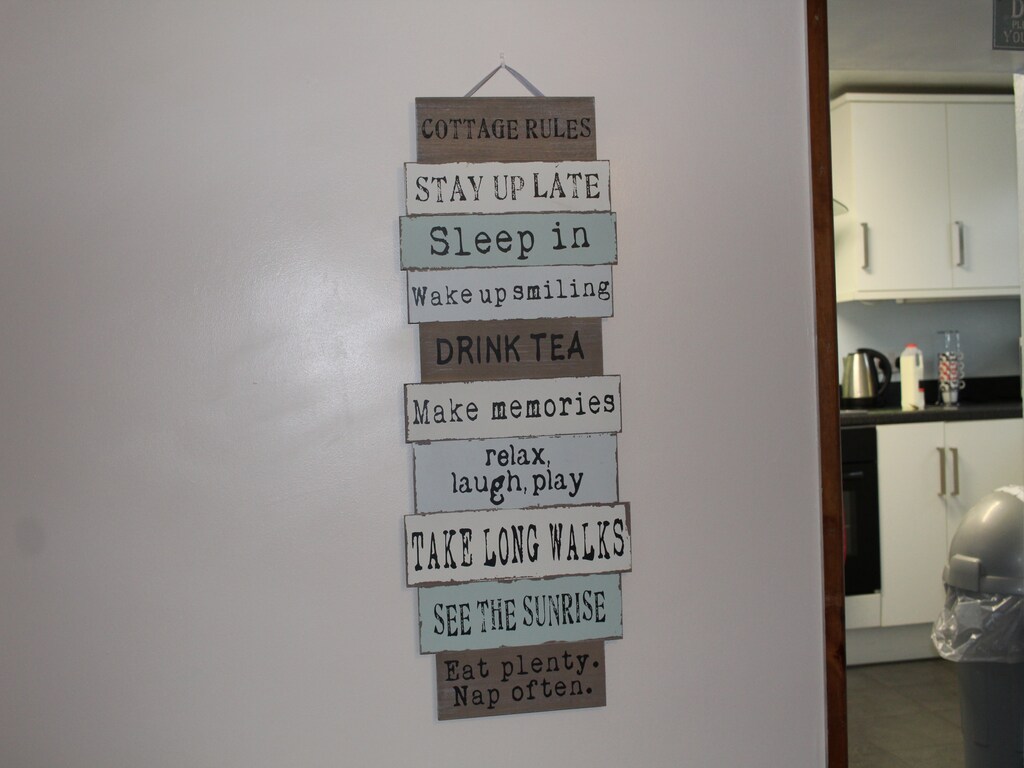 COTTAGE RULES
STAY UP LATE
Sleep in
Wake up smiling
DRINK TEA
Make memories
relax,
laugh, play
TAKE LONG WALKS
SEE THE SUNRISE
Eat plenty.
Nap often.